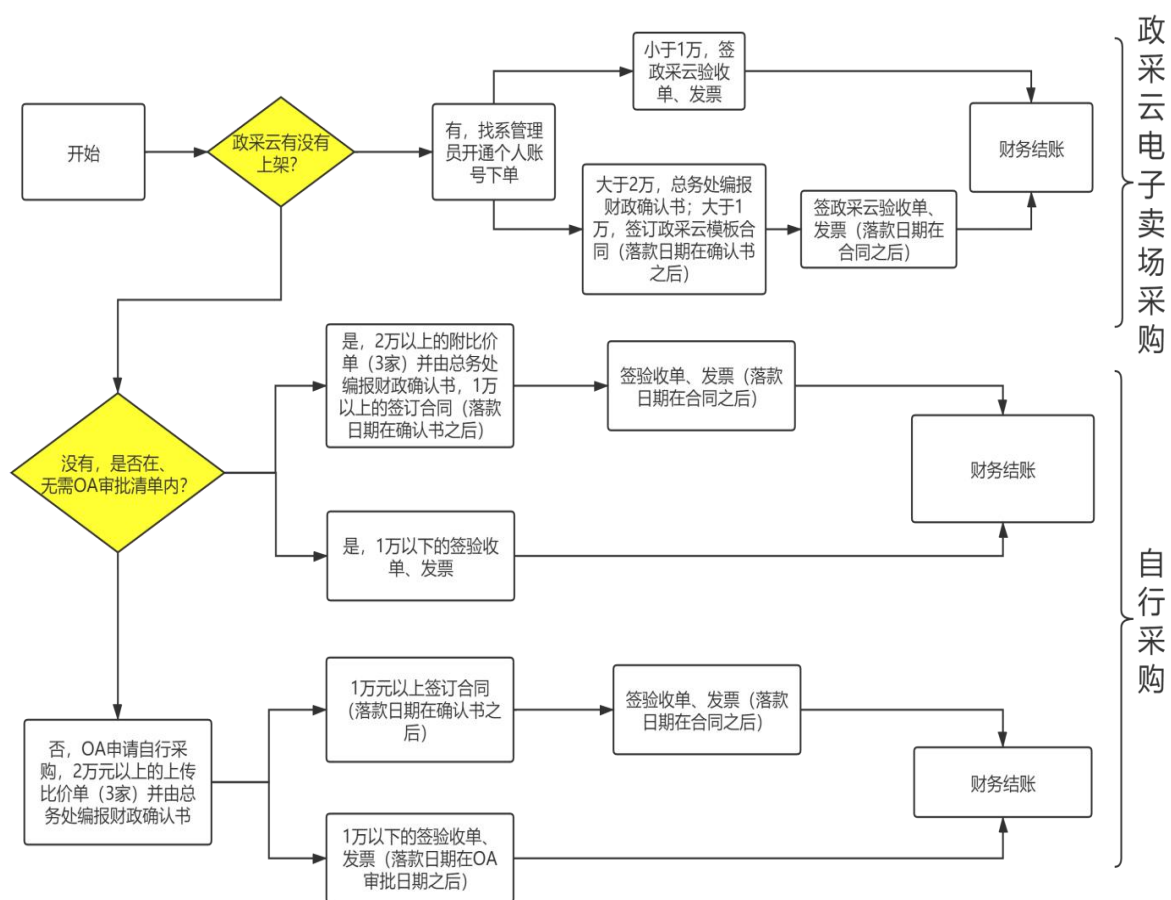 开始
政采云有没有
上架？
有，找系管理
员开通个人账
号下单
小于1万，签
政采云验收
单、发票
大于2万，总务处编报
财政确认书；大于1
万，签订政采云模板合
同（落款日期在确认书
之后）
签政采云验收单、
发票（落款日期在
合同之后）
财务结账
政采云电子卖场采购
没有，是否在、
无需OA审批清单内？
是，2万以上的附比价
单（3家）并由总务处
编报财政确认书，1万
以上的签订合同（落款
日期在确认书之后）
签验收单、发票（落款
日期在合同之后）
是，1万以下的签验收
单、发票
财务结账
否，OA申请自行采
购，2万元以上的上传
比价单（3家）并由总
务处编报财政确认书
1万元以上签订合同
（落款日期在确认书之
后）
签验收单、发票（落款
日期在合同之后）
1万以下的签验收单、
发票（落款日期在OA
审批日期之后）
财务结账
自行采购